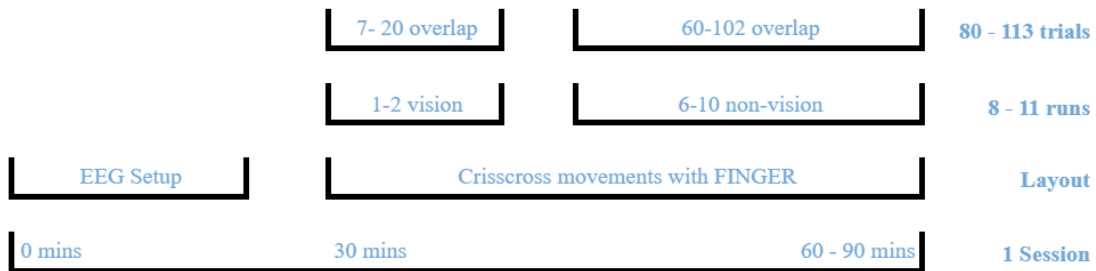 7- 20 overlap 60-102 overlap 80 - 113 trials
1-2 vision 6-10 non-vision 8 - 11 runs
EEG Setup Crisscross movements with FINGER Layout
0 mins 30 mins 60 - 90 mins 1 Session